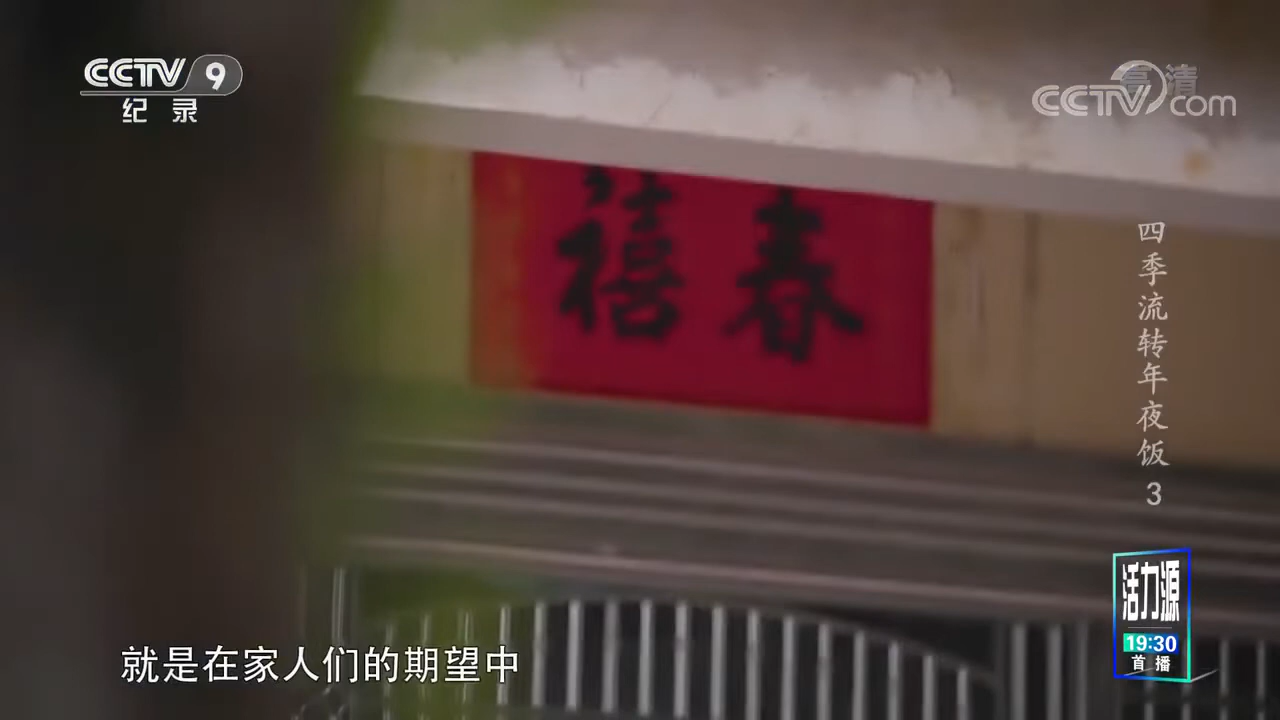 CCTV 9
纪录
高清
CCTV.com
春禧
四季流转年夜饭 3
活力源
19:30
首播
就是在家人们的期望中